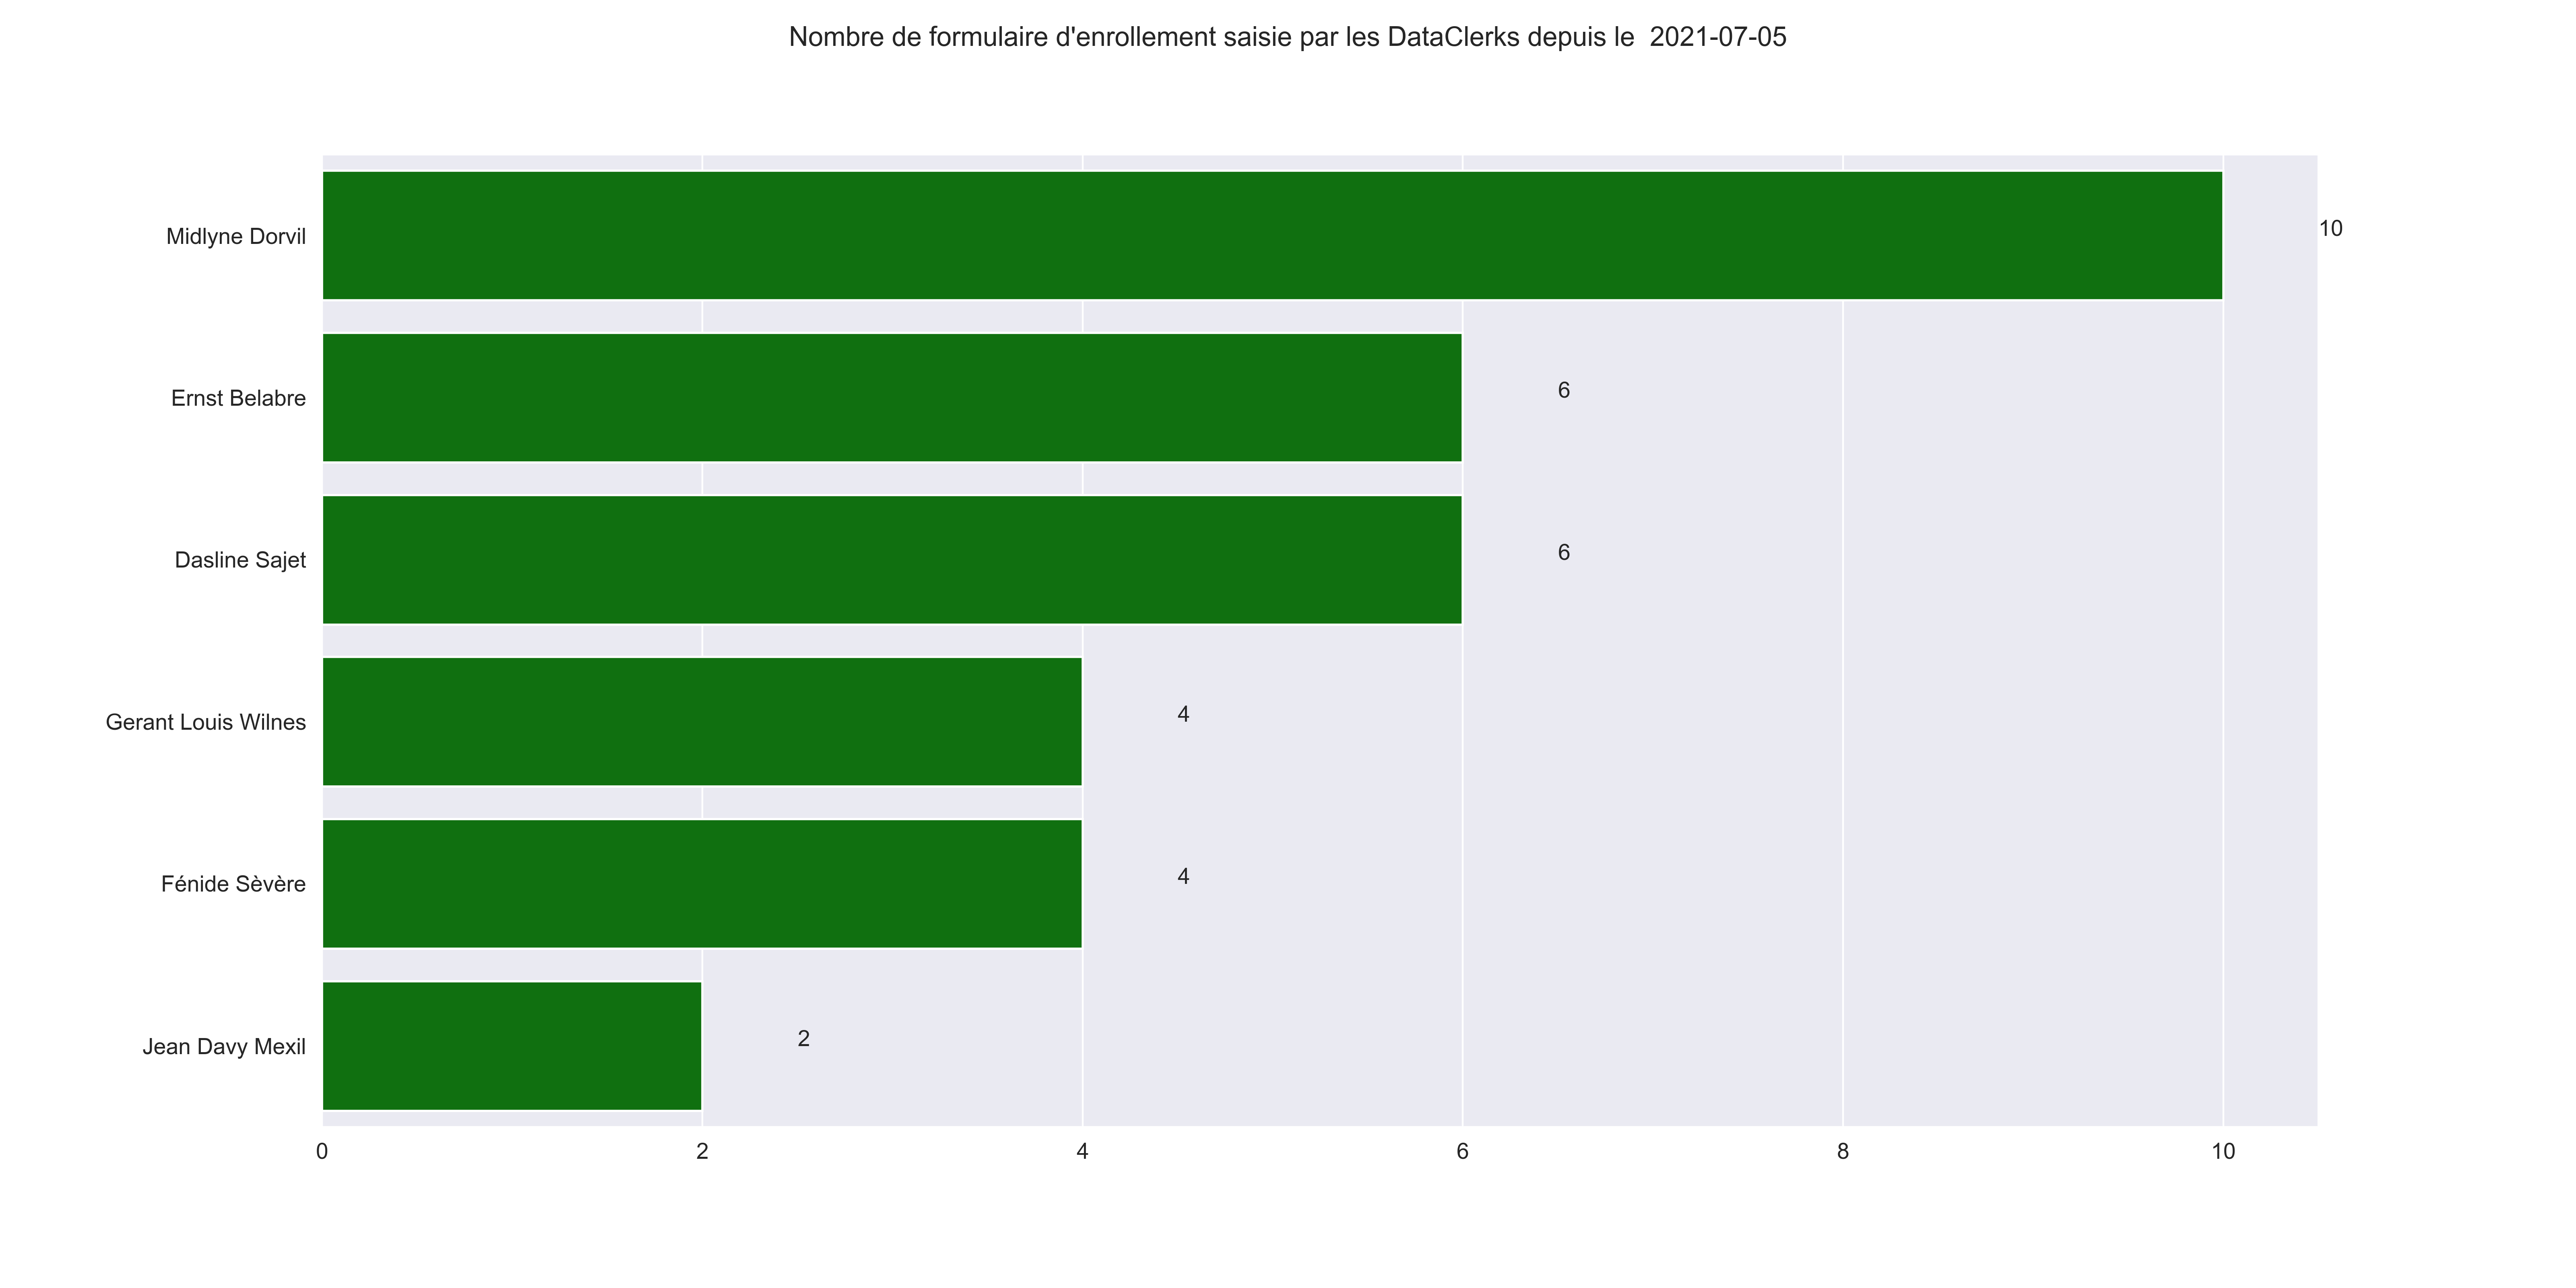 Nombre de formulaire d'enrollement saisie par les DataClerks depuis le  2021-07-05
Midlyne Dorvil
10
Ernst Belabre
6
Dasline Sajet
6
Gerant Louis Wilnes
4
Fénide Sèvère
4
Jean Davy Mexil
2
0 2 4 6 8 10